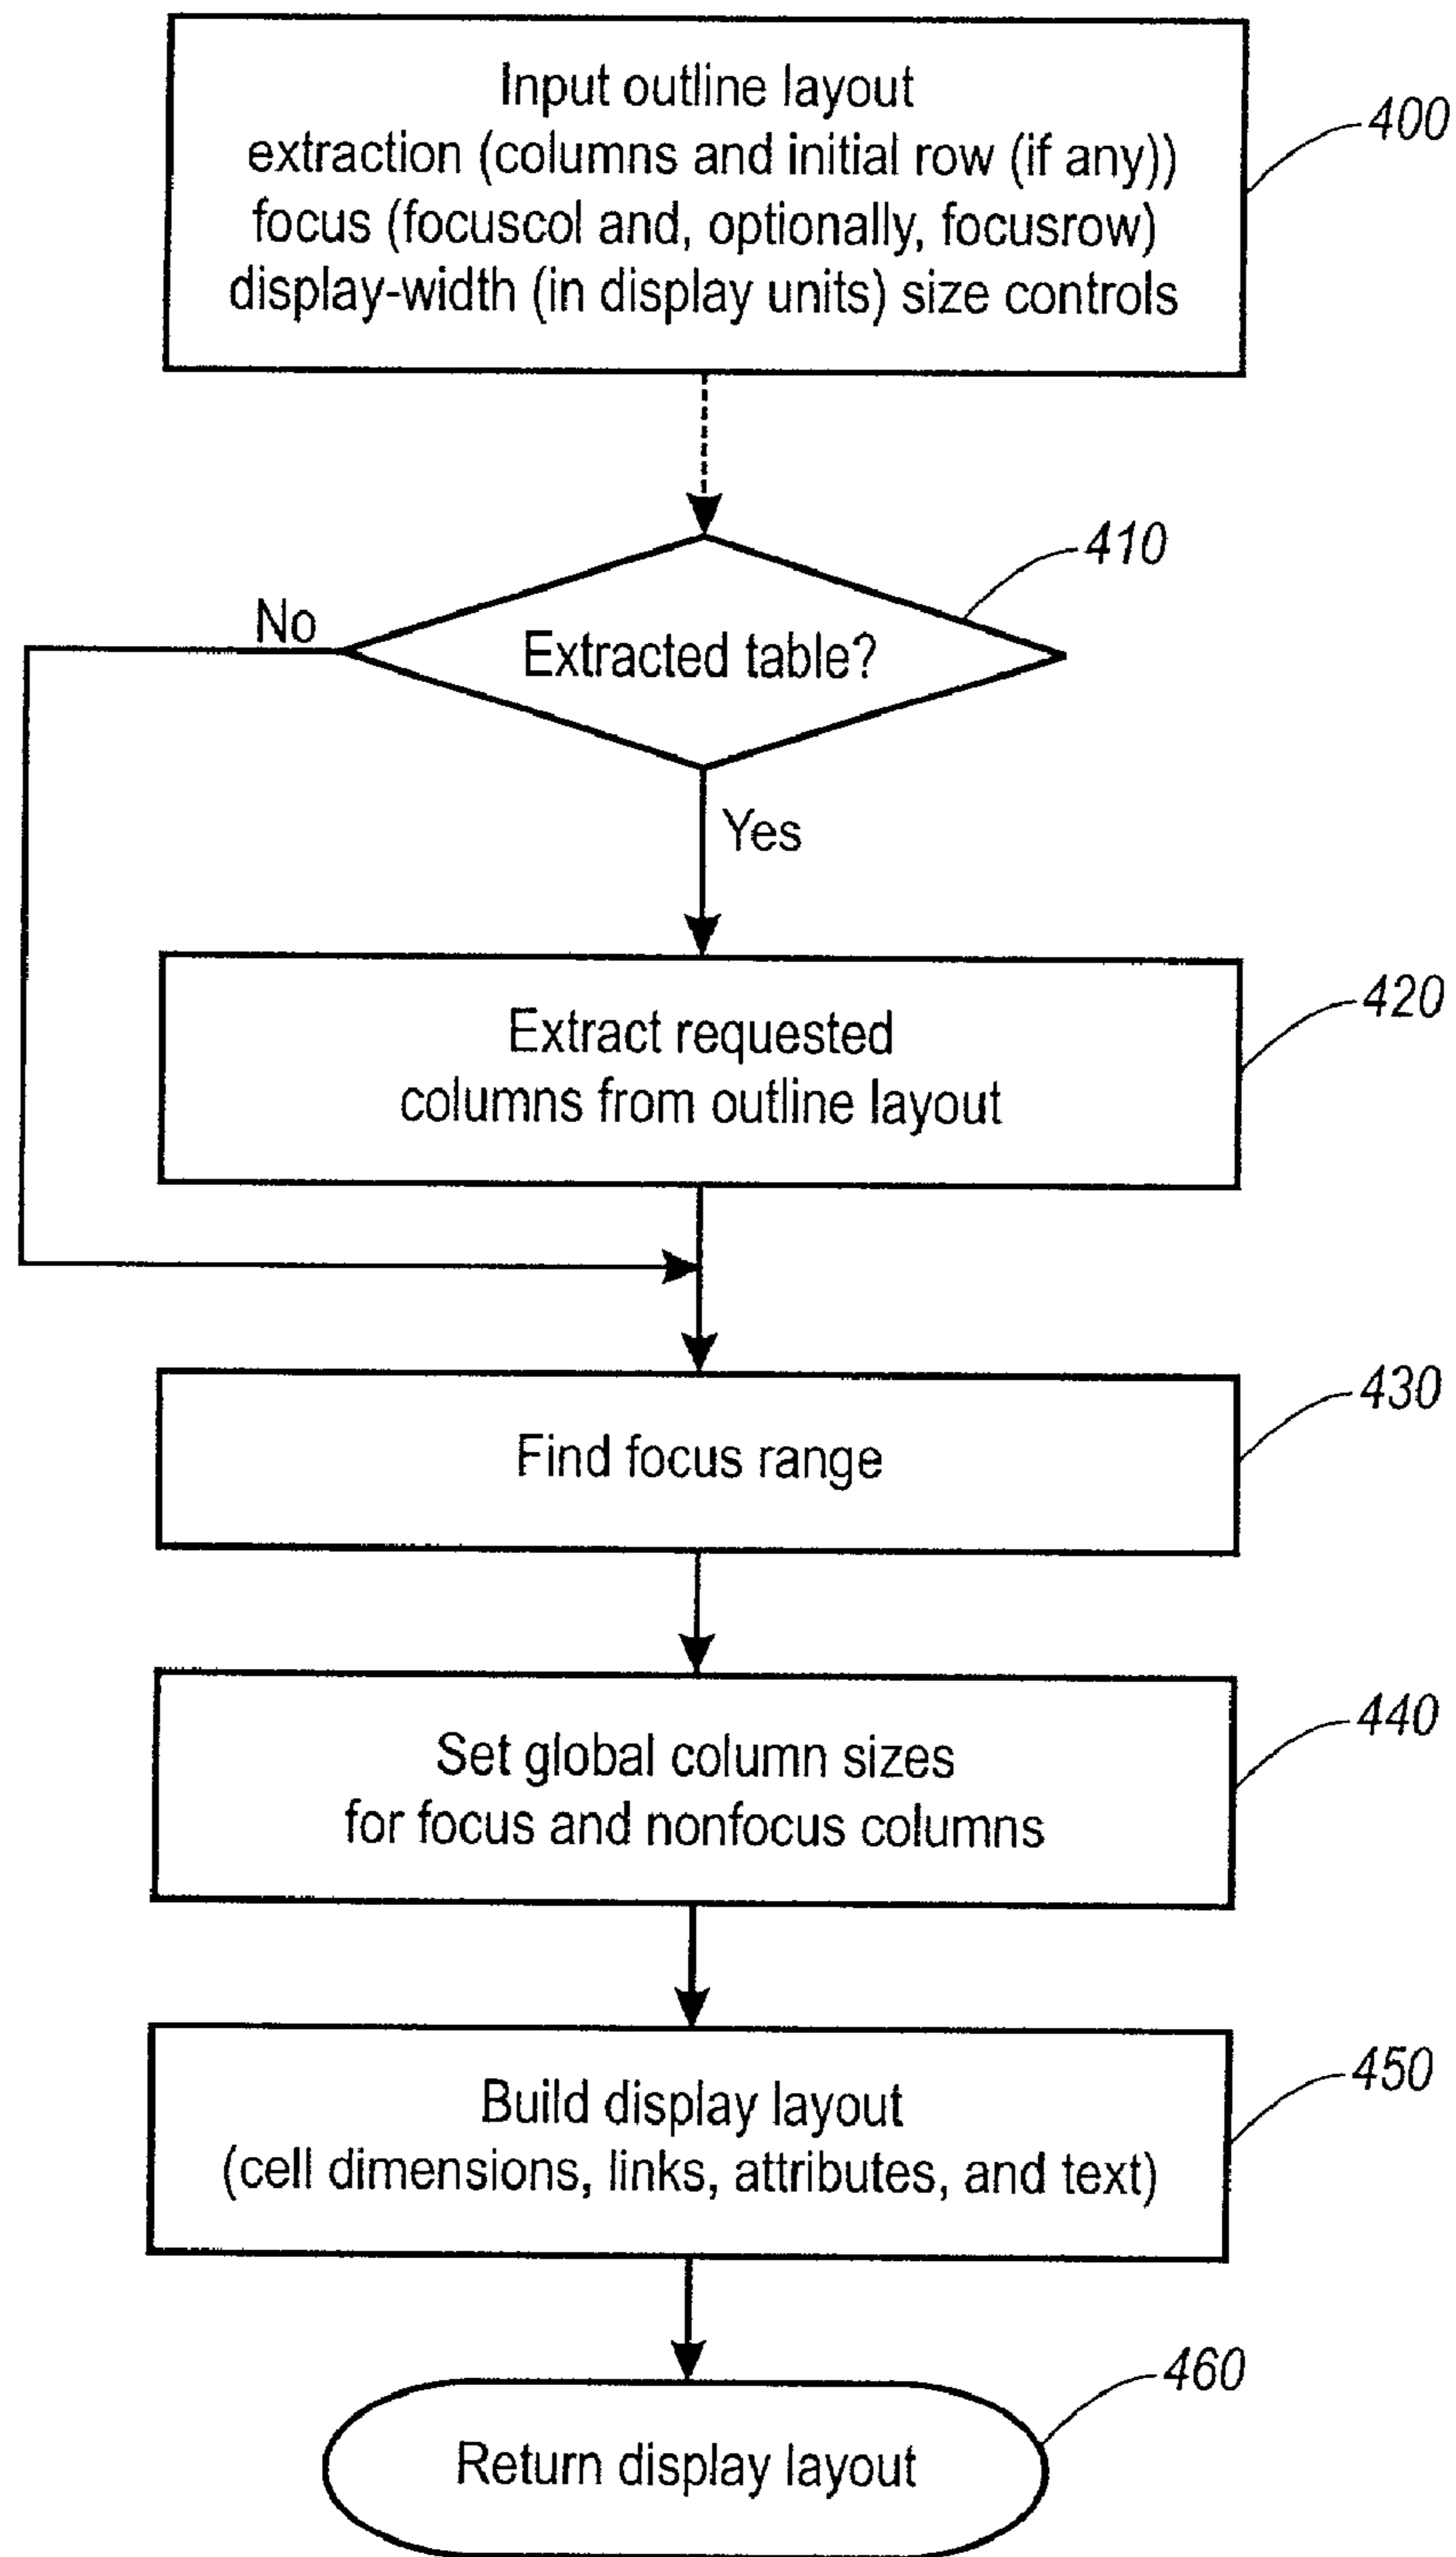 Input outline layout
extraction (columns and initial row (if any))
focus (focuscol and, optionally, focusrow)
display-width (in display units) size controls
400
410
No
Extracted table?
Yes
420
Extract requested
columns from outline layout
430
Find focus range
440
Set global column sizes
for focus and nonfocus columns
450
Build display layout
(cell dimensions, links, attributes, and text)
460
Return display layout